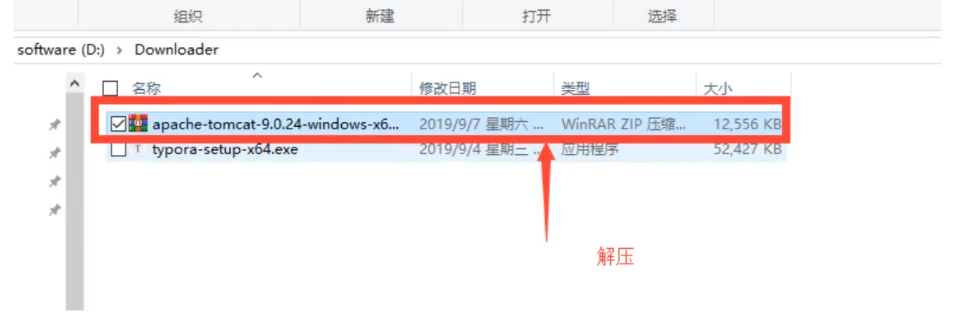 组织 新建 打开 选择
software (D:) › Downloader
名称 修改日期 类型 大小
apache-tomcat-9.0.24-windows-x6... 2019/9/7 星期六 ... WinRAR ZIP 压缩... 12,556 KB
typora-setup-x64.exe 2019/9/4 星期三 ... 应用程序 52,427 KB
解压